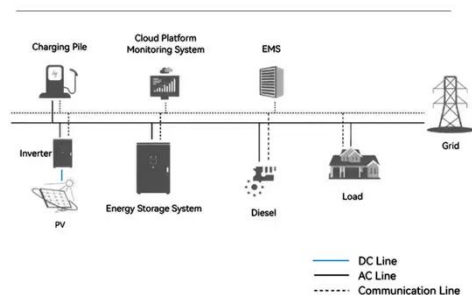 Charging Pile
Cloud Platform
Monitoring System
EMS
Grid
Inverter
PV
Energy Storage System
Diesel
Load
DC Line
AC Line
Communication Line